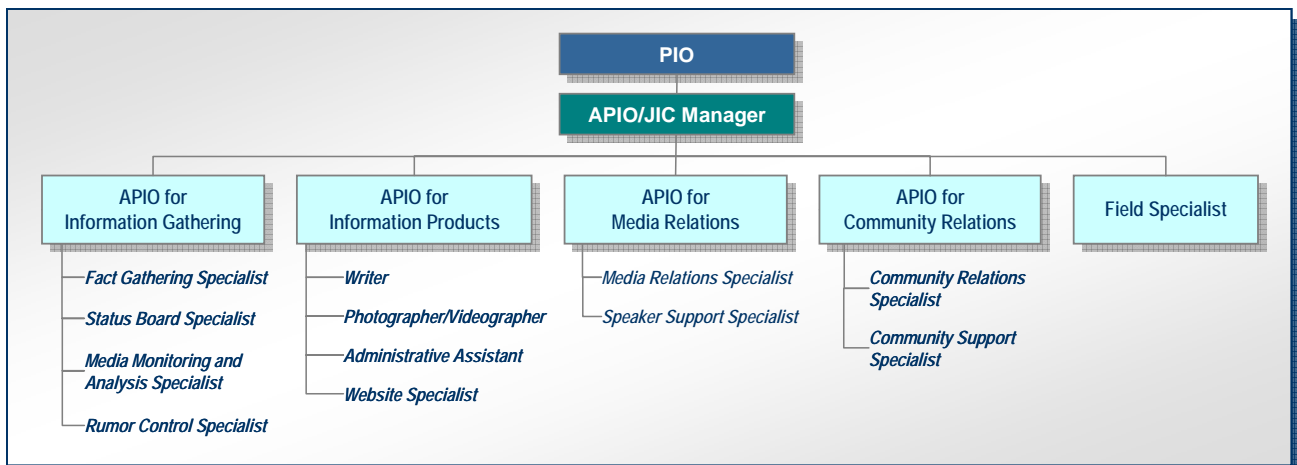 PIO
APIO/JIC Manager
APIO for
Information Gathering
Fact Gathering Specialist
Status Board Specialist
Media Monitoring and
Analysis Specialist
Rumor Control Specialist
APIO for
Information Products
Writer
Photographer/Videographer
Administrative Assistant
Website Specialist
APIO for
Media Relations
Media Relations Specialist
Speaker Support Specialist
APIO for
Community Relations
Community Relations
Specialist
Community Support
Specialist
Field Specialist